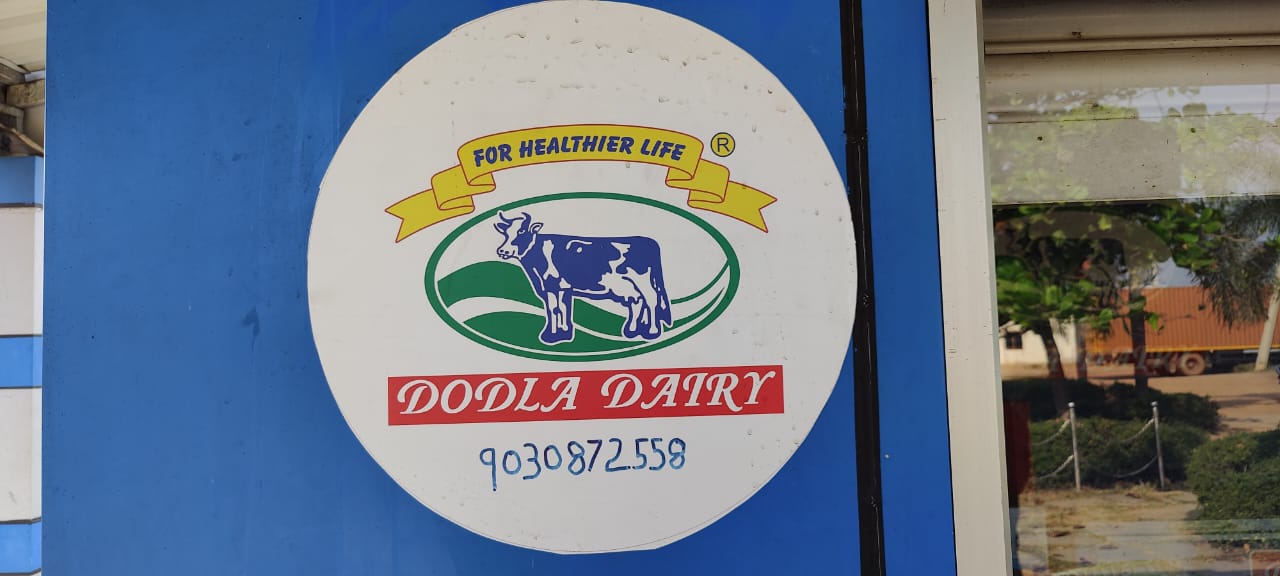 FOR HEALTHIER LIFE ®
DODLA DAIRY
9030872558